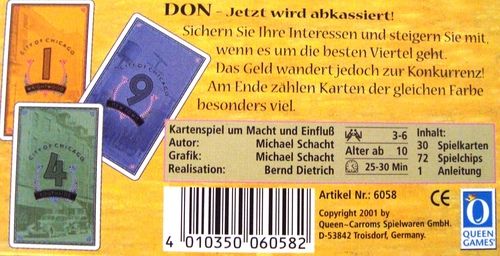 DON - Jetzt wird abkassiert!
Sichern Sie Ihre Interessen und steigern Sie mit,
wenn es um die besten Viertel geht.
Das Geld wandert jedoch zur Konkurrenz!
Am Ende zählen Karten der gleichen Farbe
besonders viel.
CITY OF CHICAGO
1
CITY OF CHICAGO
9
CITY OF CHICAGO
4
Kartenspiel um Macht und Einfluß
Autor: Michael Schacht
Grafik: Michael Schacht
Realisation: Bernd Dietrich
3-6
Alter ab 10
25-30 Min
Inhalt:
30 Spielkarten
72 Spielchips
1 Anleitung
4 010350 060582
Artikel Nr.: 6058
CE
Copyright 2001 by
Queen-Carroms Spielwaren GmbH.
D-53842 Troisdorf, Germany.
QUEEN
GAMES